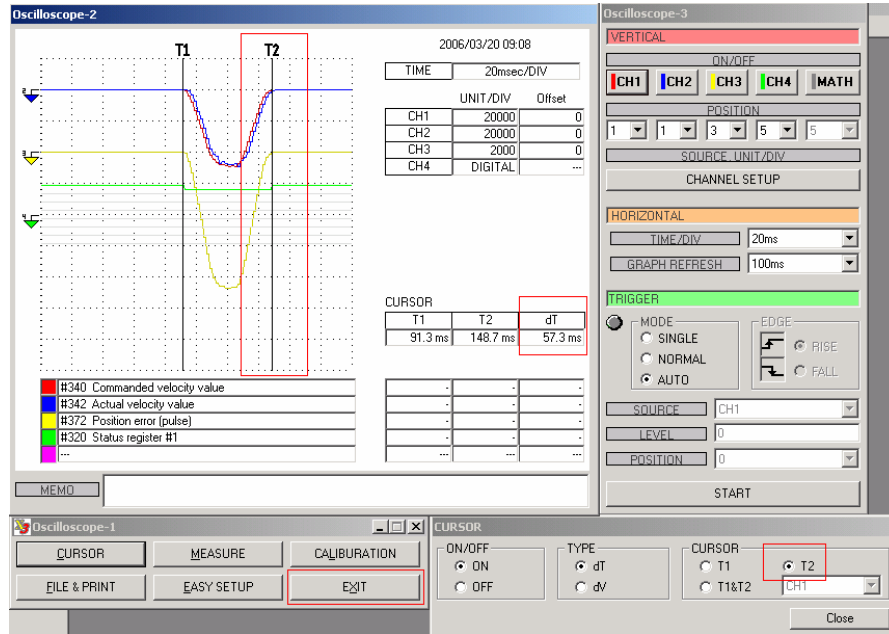 Oscilloscope-2
T1 T2
2006/03/20 09:08
TIME 20msec/DIV
UNIT/DIV Offset
CH1 20000 0
CH2 20000 0
CH3 2000 0
CH4 DIGITAL ---
CURSOR
T1 T2 dT
91.3 ms 148.7 ms 57.3 ms
#340 Commanded velocity value - - -
#342 Actual velocity value - - -
#372 Position error (pulse) - - -
#320 Status register #1 - - -
--- --- --- ---
MEMO
Oscilloscope-3
VERTICAL
ON/OFF
CH1 CH2 CH3 CH4 MATH
POSITION
1 1 3 5 5
SOURCE, UNIT/DIV
CHANNEL SETUP
HORIZONTAL
TIME/DIV 20ms
GRAPH REFRESH 100ms
TRIGGER
MODE
SINGLE
NORMAL
AUTO
EDGE
RISE
FALL
SOURCE CH1
LEVEL 0
POSITION 0
START
Oscilloscope-1
CURSOR MEASURE CALIBURATION
FILE & PRINT EASY SETUP EXIT
CURSOR
ON/OFF
ON
OFF
TYPE
dT
dV
CURSOR
T1 T2
T1&T2 CH1
Close